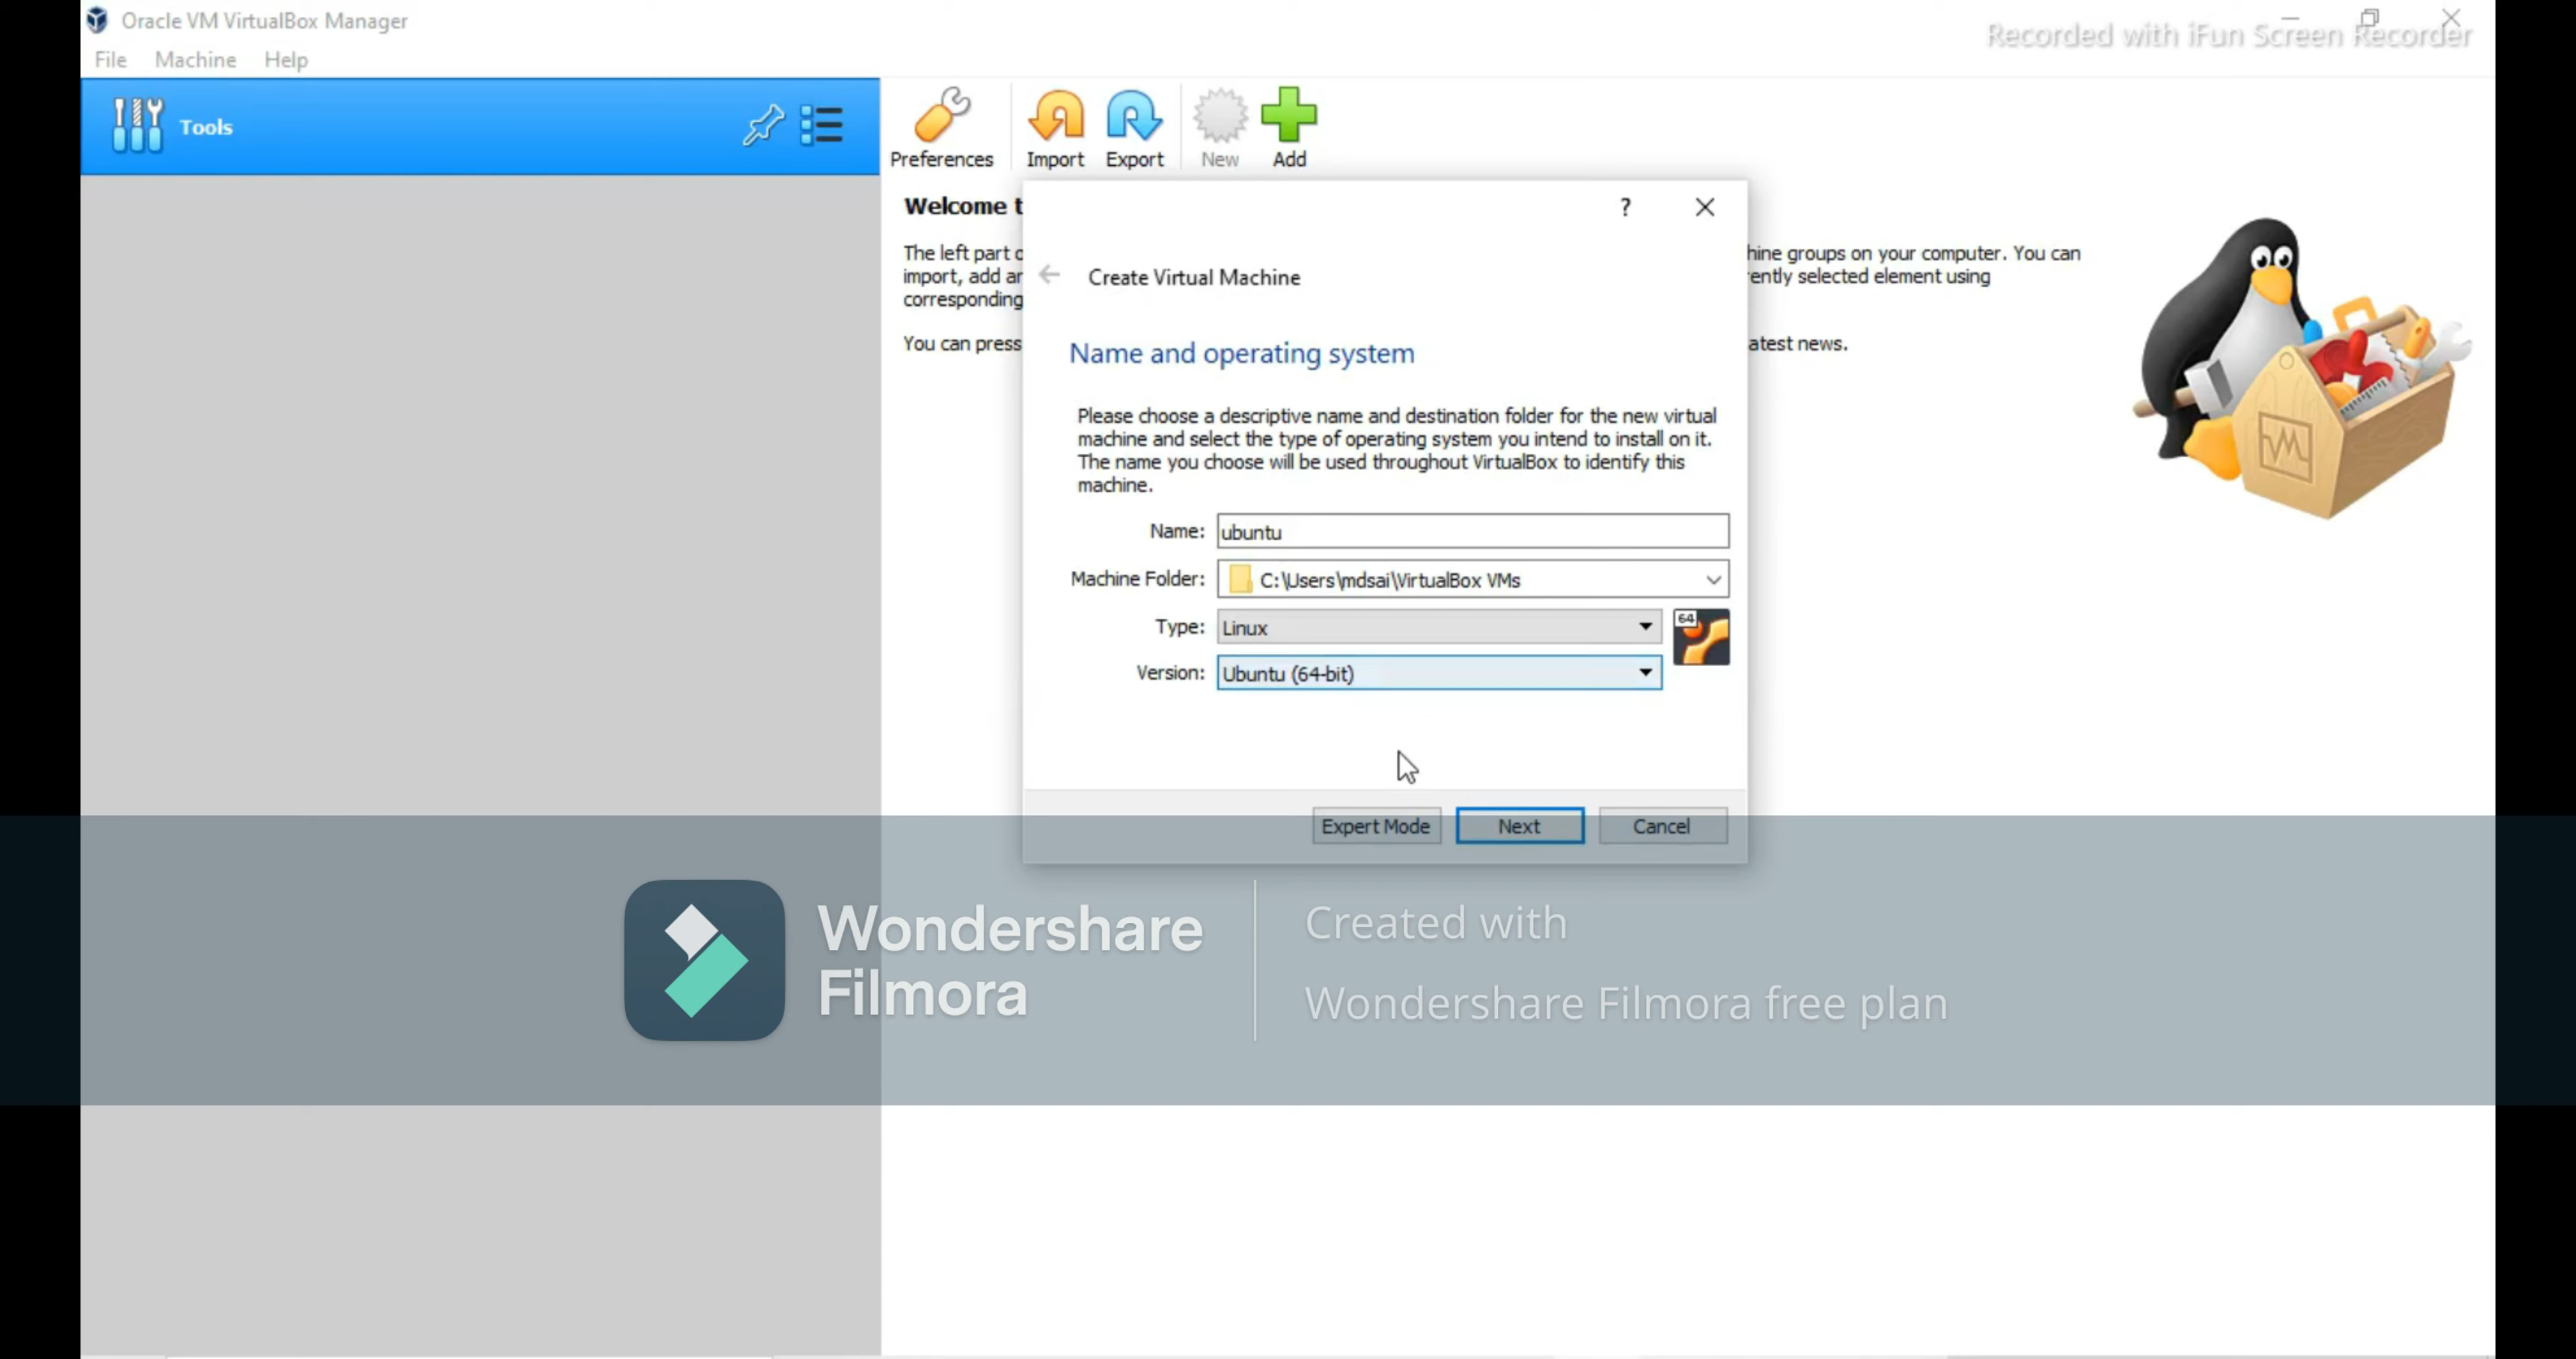 Oracle VM VirtualBox Manager
Recorded with iFun Screen Recorder
File Machine Help
Tools
Preferences Import Export New Add
Welcome t
?
The left part o
hine groups on your computer. You can
import, add ar
ently selected element using
corresponding
You can press
atest news.
Create Virtual Machine
Name and operating system
Please choose a descriptive name and destination folder for the new virtual
machine and select the type of operating system you intend to install on it.
The name you choose will be used throughout VirtualBox to identify this
machine.
Name: ubuntu
Machine Folder: C:\Users\mdsai\VirtualBox VMs
Type: Linux
64
Version: Ubuntu (64-bit)
Expert Mode Next Cancel
Wondershare
Filmora
Created with
Wondershare Filmora free plan